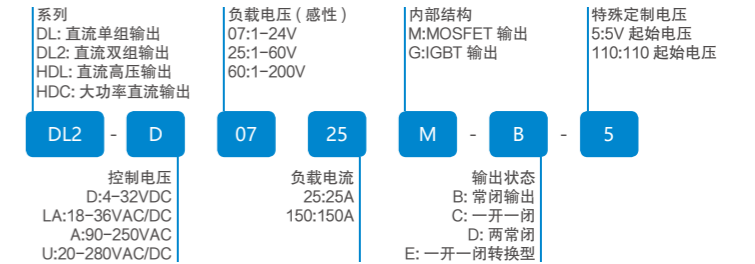 系列
DL: 直流单组输出
DL2: 直流双组输出
HDL: 直流高压输出
HDC: 大功率直流输出
负载电压 ( 感性 )
07:1-24V
25:1-60V
60:1-200V
内部结构
M:MOSFET 输出
G:IGBT 输出
特殊定制电压
5:5V 起始电压
110:110 起始电压
DL2 - D 07 25 M - B - 5
控制电压
D:4-32VDC
LA:18-36VAC/DC
A:90-250VAC
U:20-280VAC/DC
负载电流
25:25A
150:150A
输出状态
B: 常闭输出
C: 一开一闭
D: 两常闭
E: 一开一闭转换型